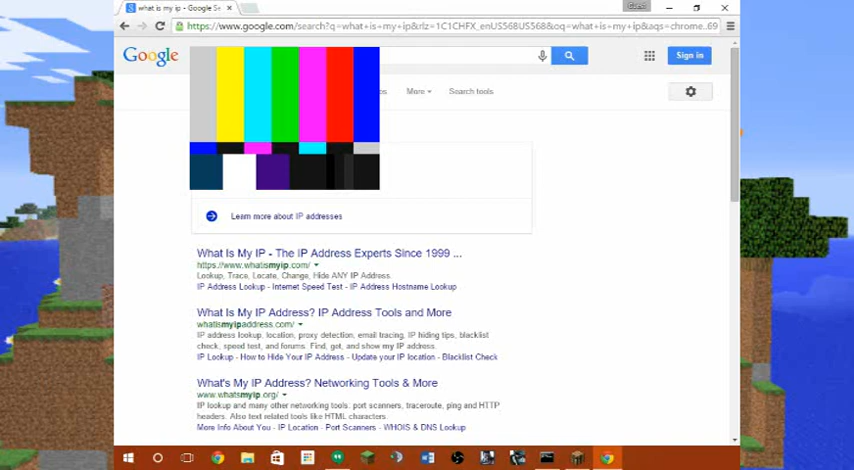 what is my ip - Google Se
https://www.google.com/search?q=what+is+my+ip&rlz=1C1CHFX_enUS568US568&oq=what+is+my+ip&aqs=chrome..69
Google
Sign in
More
Search tools
Learn more about IP addresses
What Is My IP - The IP Address Experts Since 1999 ...
https://www.whatismyip.com/
Lookup, Trace, Locate, Change, Hide ANY IP Address.
IP Address Lookup - Internet Speed Test - IP Address Hostname Lookup
What Is My IP Address? IP Address Tools and More
whatismyipaddress.com/
IP address lookup, location, proxy detection, email tracing, IP hiding tips, blacklist
check, speed test, and forums. Find, get, and show my IP address.
IP Lookup - How to Hide Your IP Address - Update your IP location - Blacklist Check
What's My IP Address? Networking Tools & More
www.whatsmyip.org/
IP lookup and many other networking tools. port scanners, traceroute, ping and HTTP
headers. Also text related tools like HTML characters.
More Info About You - IP Location - Port Scanners - WHOIS & DNS Lookup